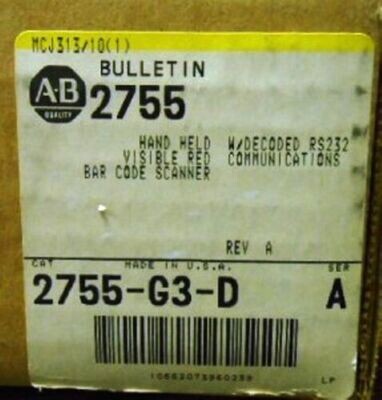 MCJ313/10(1)
BULLETIN
A-B
QUALITY
2755
HAND HELD W/DECODED RS232
VISIBLE RED COMMUNICATIONS
BAR CODE SCANNER
REV A
CAT MADE IN U.S.A. SER
2755-G3-D A
10662073960259
LP